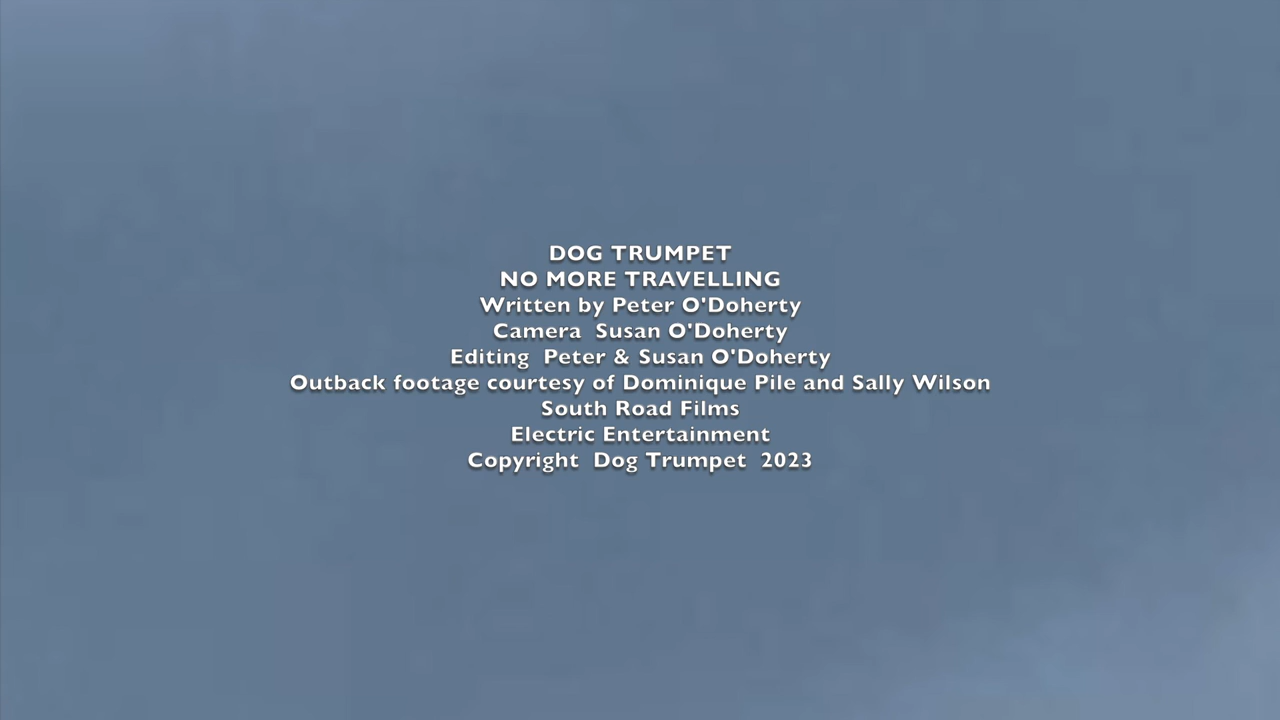 DOG TRUMPET
NO MORE TRAVELLING
Written by Peter O'Doherty
Camera  Susan O'Doherty
Editing  Peter & Susan O'Doherty
Outback footage courtesy of Dominique Pile and Sally Wilson
South Road Films
Electric Entertainment
Copyright  Dog Trumpet  2023